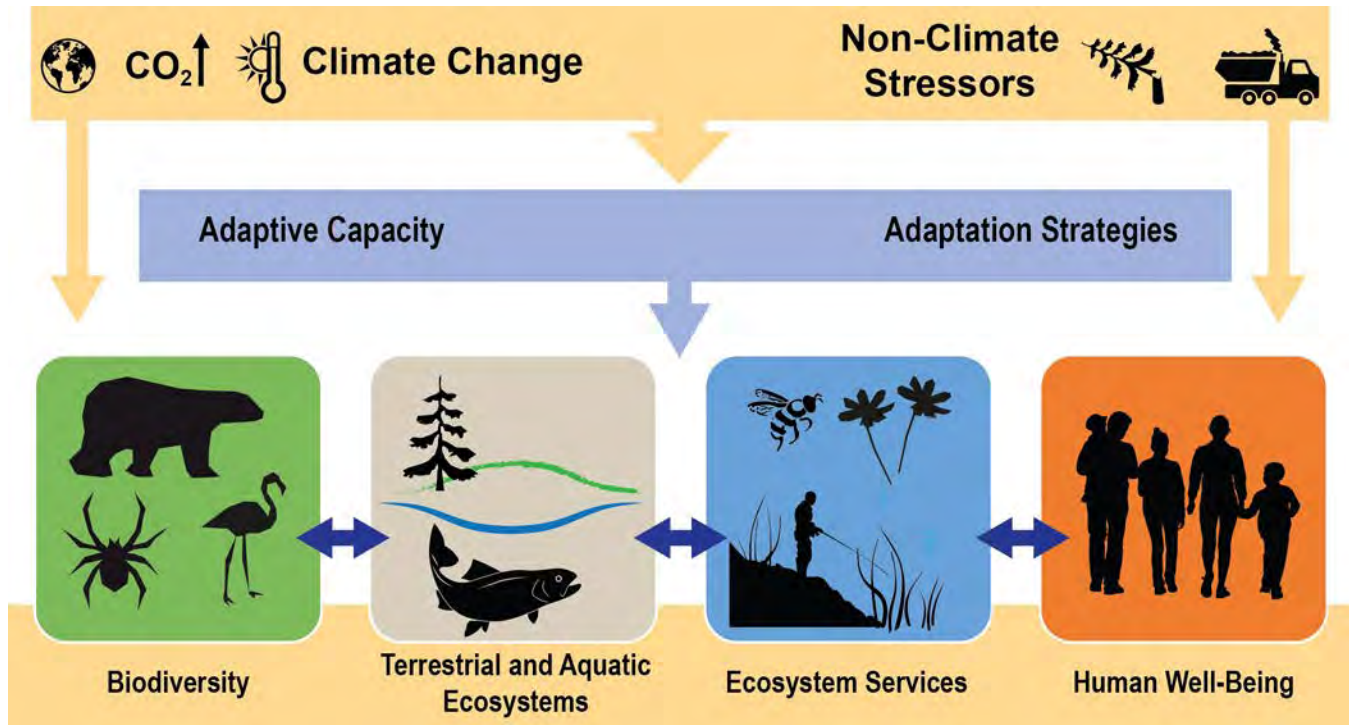 CO₂ Climate Change
Non-Climate
Stressors
Adaptive Capacity
Adaptation Strategies
Biodiversity
Terrestrial and Aquatic
Ecosystems
Ecosystem Services
Human Well-Being